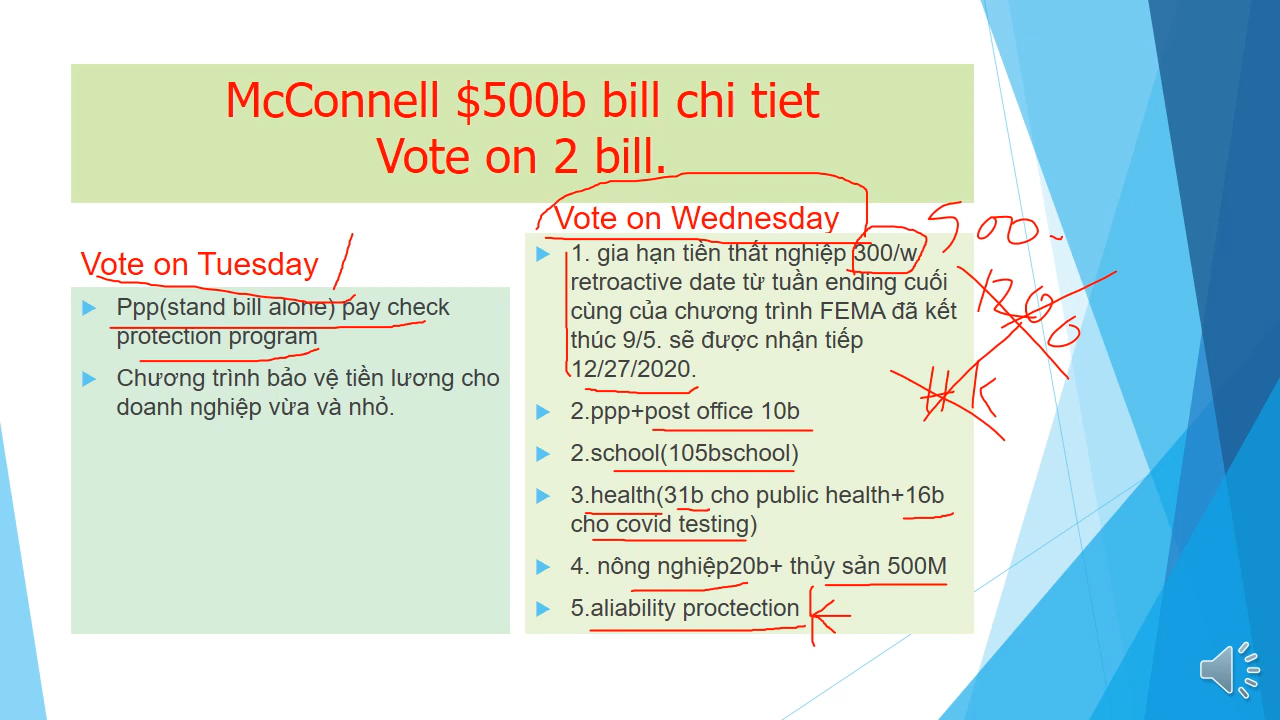 McConnell $500b bill chi tiet
Vote on 2 bill.
Vote on Tuesday
Ppp(stand bill alone) pay check
protection program
Chương trình bảo vệ tiền lương cho
doanh nghiệp vừa và nhỏ.
Vote on Wednesday
1. gia hạn tiền thất nghiệp 300/w
retroactive date từ tuần ending cuối
cùng của chương trình FEMA đã kết
thúc 9/5. sẽ được nhận tiếp
12/27/2020.
2.ppp+post office 10b
2.school(105bschool)
3.health(31b cho public health+16b
cho covid testing)
4. nông nghiệp20b+ thủy sản 500M
5.aliability proctection
500
1200
K
K